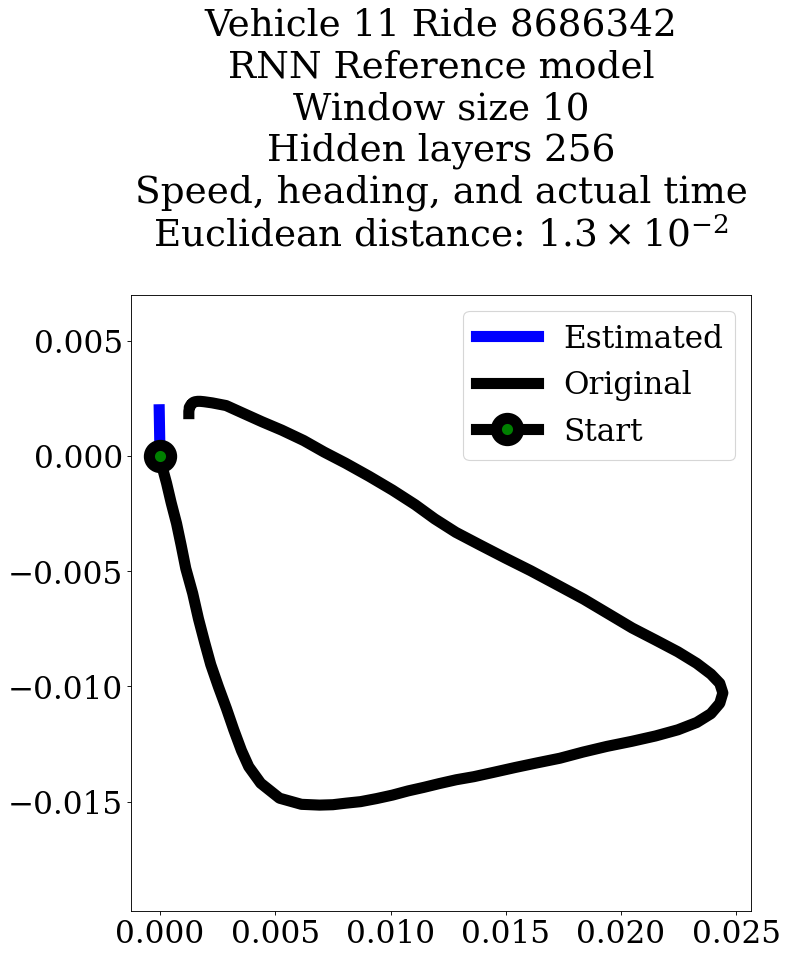 Vehicle 11 Ride 8686342
RNN Reference model
Window size 10
Hidden layers 256
Speed, heading, and actual time
Euclidean distance: 1.3 × 10⁻²
Estimated
Original
Start
0.005
0.000
−0.005
−0.010
−0.015
0.000 0.005 0.010 0.015 0.020 0.025